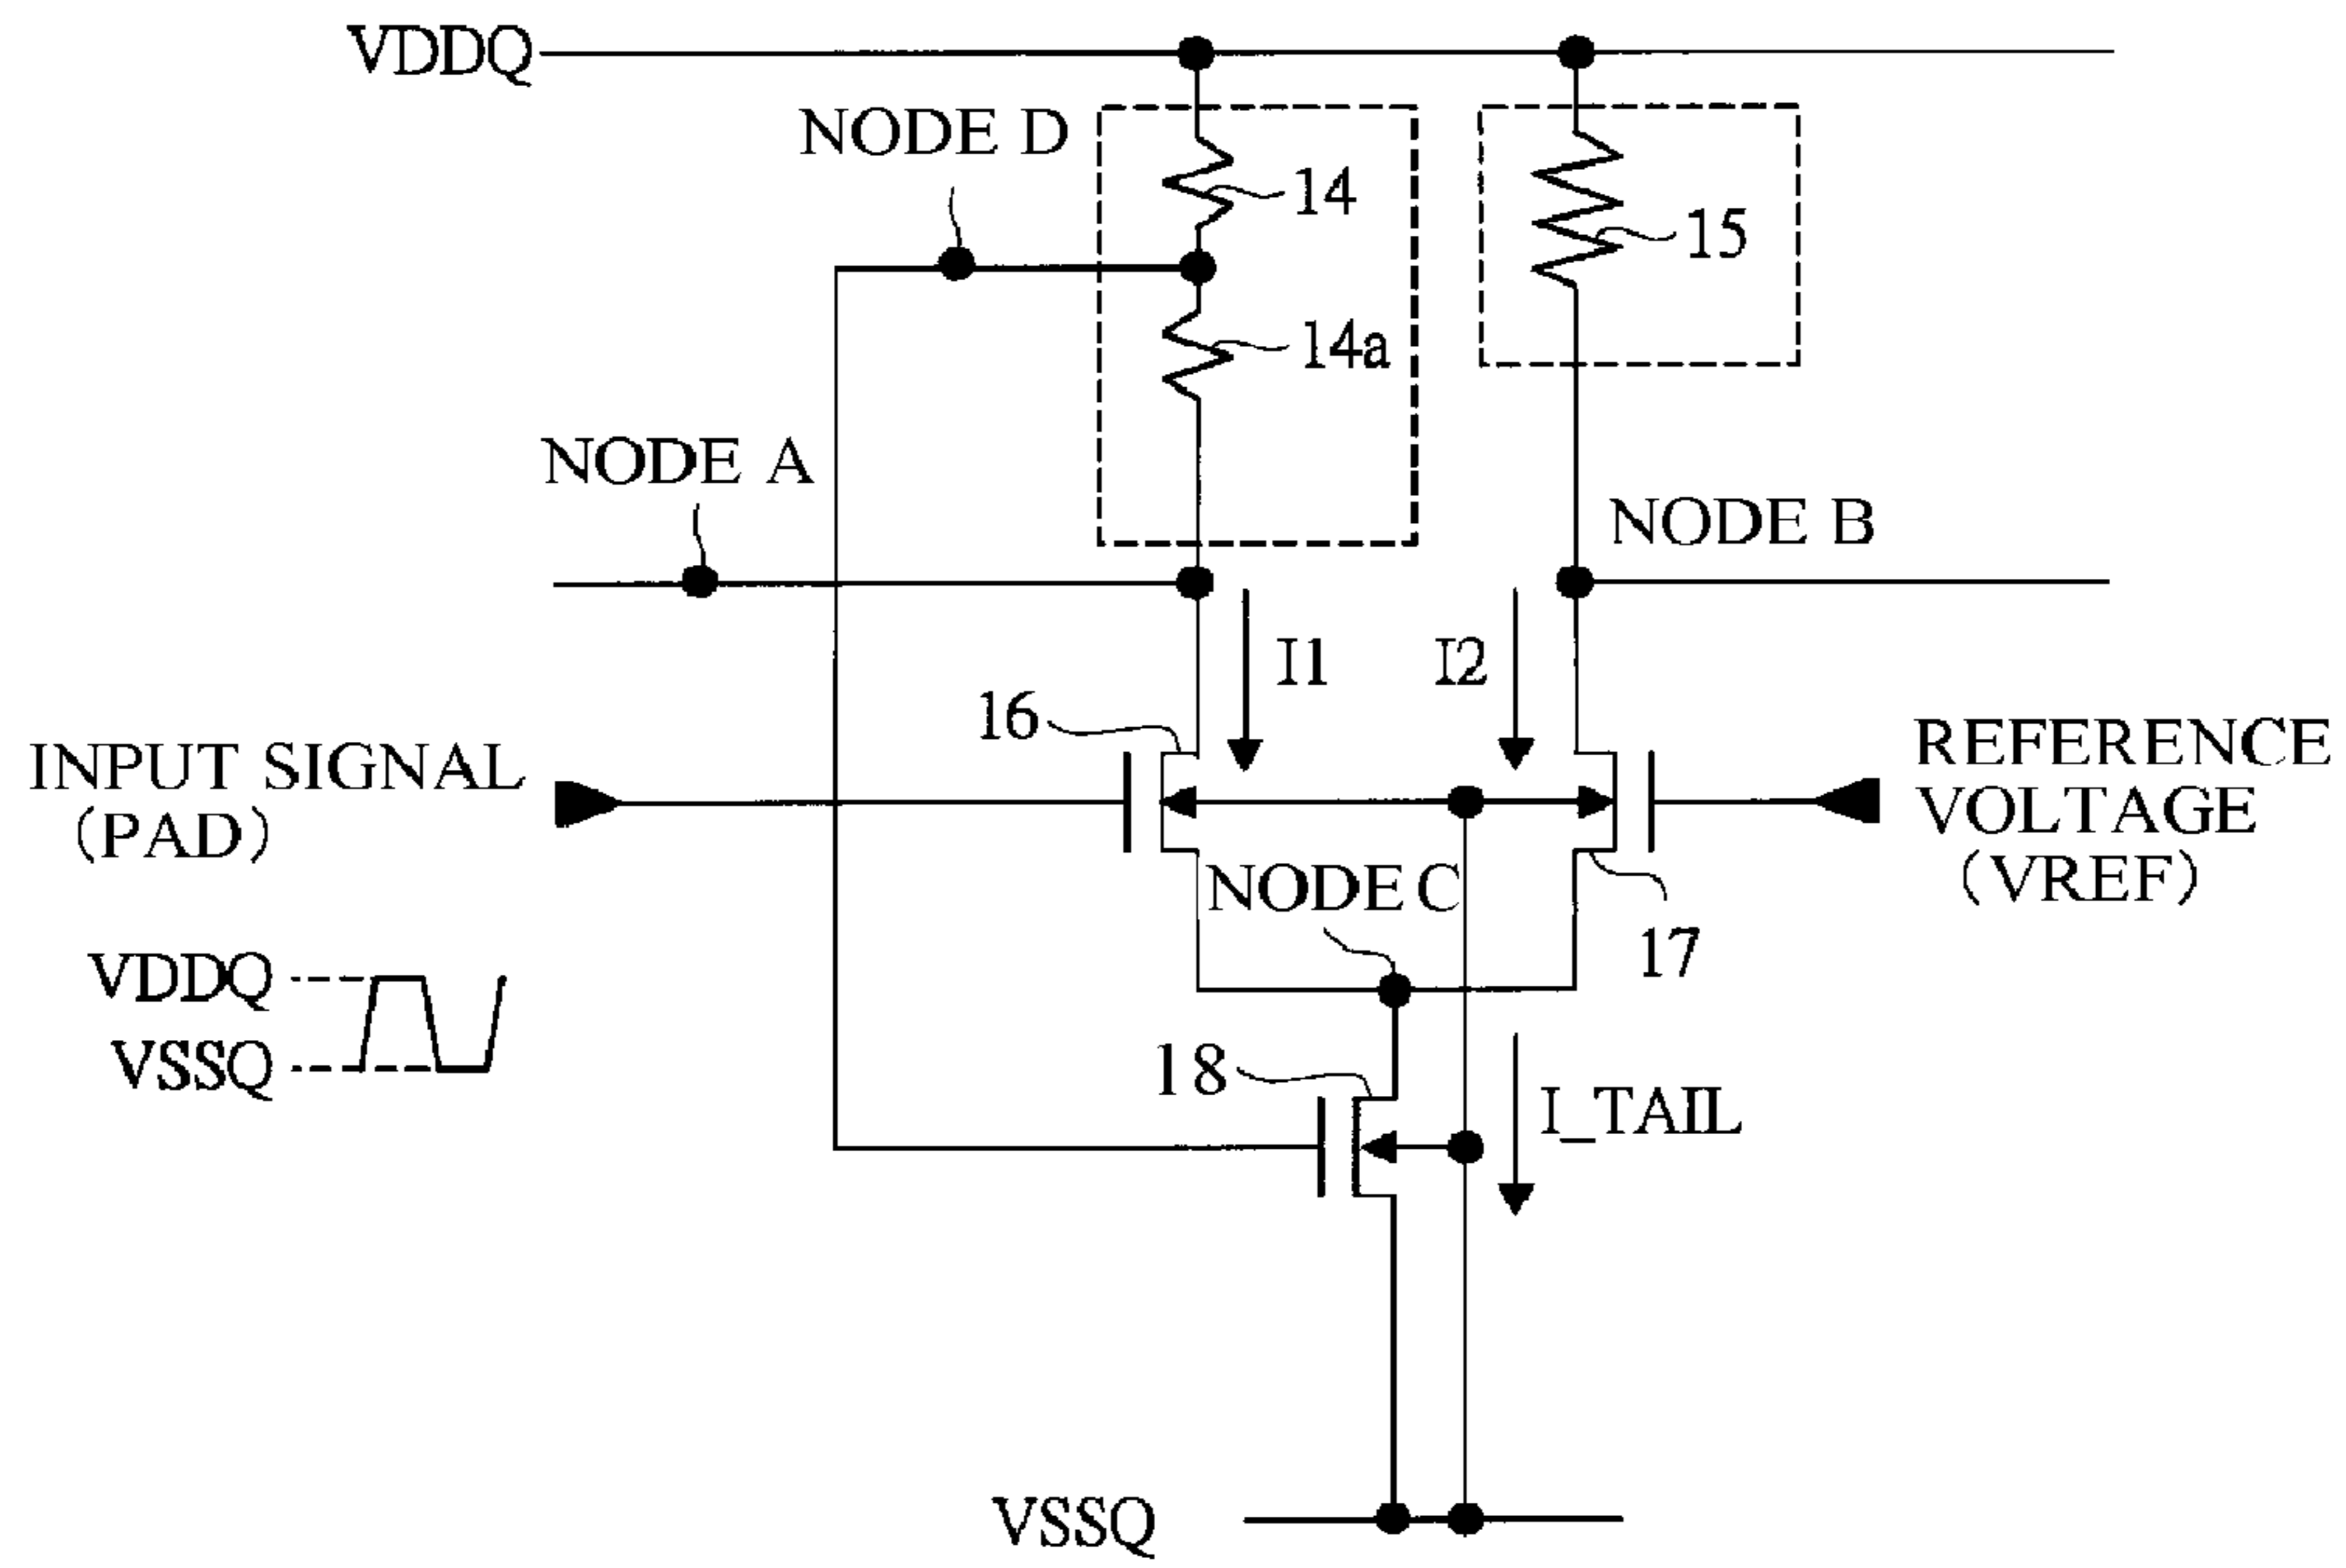 VDDQ
NODE D
14
15
14a
NODE A
NODE B
I1
I2
16
INPUT SIGNAL
(PAD)
REFERENCE
VOLTAGE
(VREF)
NODE C
17
VDDQ
VSSQ
18
I_TAIL
VSSQ